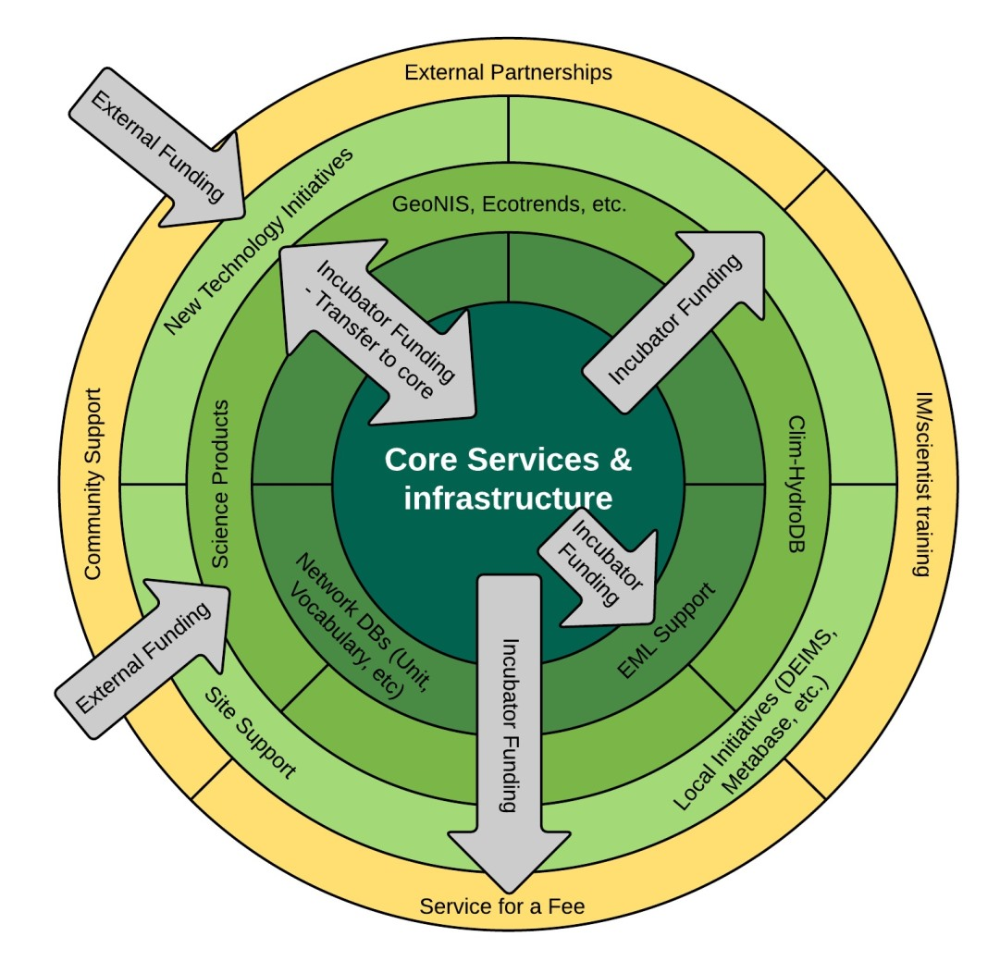 External Partnerships
External Funding
New Technology Initiatives
GeoNIS, Ecotrends, etc.
Incubator Funding
- Transfer to core
Incubator Funding
Community Support
Science Products
Core Services &
infrastructure
Clim-HydroDB
IM/scientist training
Incubator
Funding
Network DBs (Unit,
Vocabulary, etc)
EML Support
External Funding
Incubator Funding
Site Support
Local Initiatives (DEIMS,
Metabase, etc.)
Service for a Fee